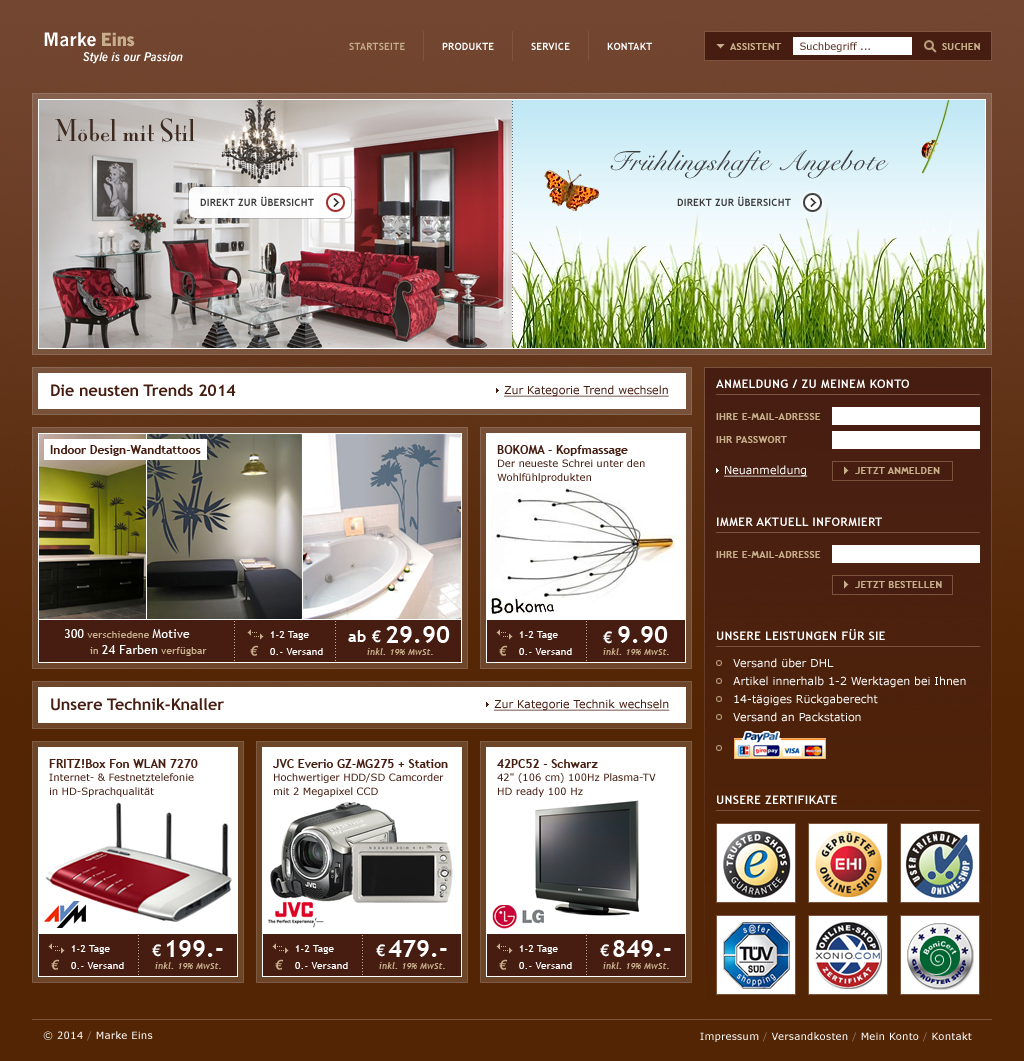 Marke Eins
Style is our Passion
STARTSEITE
PRODUKTE
SERVICE
KONTAKT
ASSISTENT
Suchbegriff ...
SUCHEN
Möbel mit Stil
DIREKT ZUR ÜBERSICHT
Frühlingshafte Angebote
DIREKT ZUR ÜBERSICHT
Die neusten Trends 2014
Zur Kategorie Trend wechseln
Indoor Design-Wandtattoos
300 verschiedene Motive
in 24 Farben verfügbar
1-2 Tage
€ 0.- Versand
ab € 29.90
inkl. 19% MwSt.
BOKOMA - Kopfmassage
Der neueste Schrei unter den
Wohlfühlprodukten
Bokoma
1-2 Tage
€ 0.- Versand
€ 9.90
inkl. 19% MwSt.
Unsere Technik-Knaller
Zur Kategorie Technik wechseln
FRITZ!Box Fon WLAN 7270
Internet- & Festnetztelefonie
in HD-Sprachqualität
AVM
1-2 Tage
€ 0.- Versand
€ 199.-
inkl. 19% MwSt.
JVC Everio GZ-MG275 + Station
Hochwertiger HDD/SD Camcorder
mit 2 Megapixel CCD
JVC
JVC
The Perfect Experience
1-2 Tage
€ 0.- Versand
€ 479.-
inkl. 19% MwSt.
42PC52 - Schwarz
42" (106 cm) 100Hz Plasma-TV
HD ready 100 Hz
LG
1-2 Tage
€ 0.- Versand
€ 849.-
inkl. 19% MwSt.
ANMELDUNG / ZU MEINEM KONTO
IHRE E-MAIL-ADRESSE
IHR PASSWORT
Neuanmeldung
JETZT ANMELDEN
IMMER AKTUELL INFORMIERT
IHRE E-MAIL-ADRESSE
JETZT BESTELLEN
UNSERE LEISTUNGEN FÜR SIE
Versand über DHL
Artikel innerhalb 1-2 Werktagen bei Ihnen
14-tägiges Rückgaberecht
Versand an Packstation
PayPal
giropay VISA MasterCard
UNSERE ZERTIFIKATE
TRUSTED SHOPS
e
GUARANTEE
GEPRÜFTER
EHI
ONLINE-SHOP
USER FRIENDLY
ONLINE-SHOP
s@fer
TÜV
SÜD
shopping
ONLINE-SHOP
XONIO.COM
ZERTIFIKAT
BoniCert
GEPRÜFTER SHOP
© 2014 / Marke Eins
Impressum / Versandkosten / Mein Konto / Kontakt